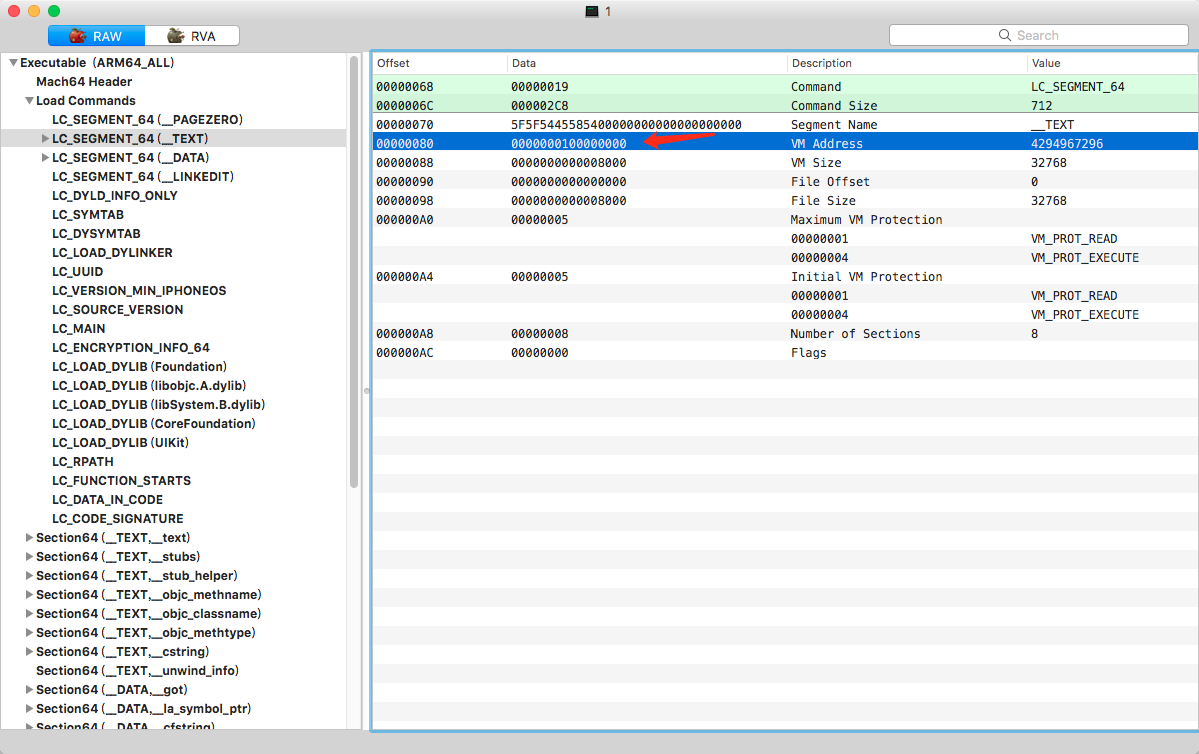 1
RAW RVA Search
Executable (ARM64_ALL)
Mach64 Header
Load Commands
LC_SEGMENT_64 (__PAGEZERO)
LC_SEGMENT_64 (__TEXT)
LC_SEGMENT_64 (__DATA)
LC_SEGMENT_64 (__LINKEDIT)
LC_DYLD_INFO_ONLY
LC_SYMTAB
LC_DYSYMTAB
LC_LOAD_DYLINKER
LC_UUID
LC_VERSION_MIN_IPHONEOS
LC_SOURCE_VERSION
LC_MAIN
LC_ENCRYPTION_INFO_64
LC_LOAD_DYLIB (Foundation)
LC_LOAD_DYLIB (libobjc.A.dylib)
LC_LOAD_DYLIB (libSystem.B.dylib)
LC_LOAD_DYLIB (CoreFoundation)
LC_LOAD_DYLIB (UIKit)
LC_RPATH
LC_FUNCTION_STARTS
LC_DATA_IN_CODE
LC_CODE_SIGNATURE
Section64 (__TEXT,__text)
Section64 (__TEXT,__stubs)
Section64 (__TEXT,__stub_helper)
Section64 (__TEXT,__objc_methname)
Section64 (__TEXT,__objc_classname)
Section64 (__TEXT,__objc_methtype)
Section64 (__TEXT,__cstring)
Section64 (__TEXT,__unwind_info)
Section64 (__DATA,__got)
Section64 (__DATA,__la_symbol_ptr)
Section64 (__DATA,__cfstring)
Offset Data Description Value
00000068 00000019 Command LC_SEGMENT_64
0000006C 000002C8 Command Size 712
00000070 5F5F5445585400000000000000000000 Segment Name __TEXT
00000080 0000000100000000 VM Address 4294967296
00000088 0000000000008000 VM Size 32768
00000090 0000000000000000 File Offset 0
00000098 0000000000008000 File Size 32768
000000A0 00000005 Maximum VM Protection
00000001 VM_PROT_READ
00000004 VM_PROT_EXECUTE
000000A4 00000005 Initial VM Protection
00000001 VM_PROT_READ
00000004 VM_PROT_EXECUTE
000000A8 00000008 Number of Sections 8
000000AC 00000000 Flags